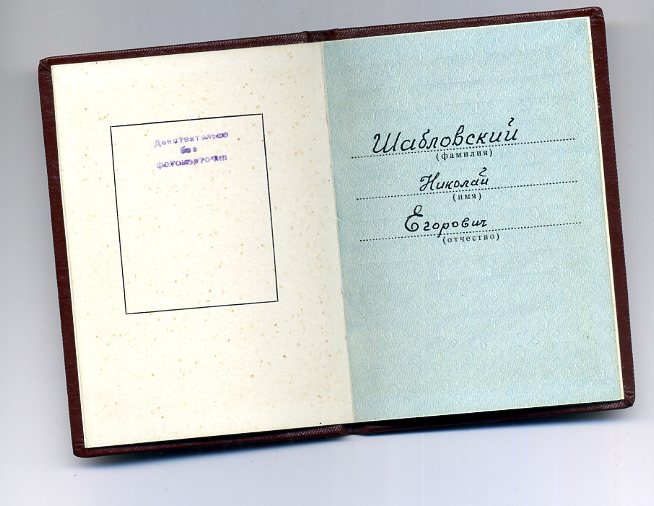 Действительно
без
фотокарточки
Шабловский
(фамилия)
Николай
(имя)
Егорович
(отчество)